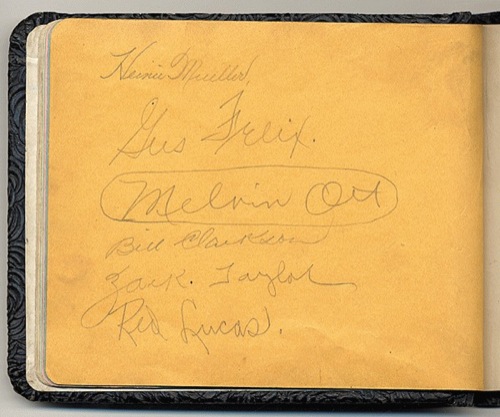 Heinie Mueller.
Gus Felix.
Melvin Ott
Bill Clarkson
Zack. Taylor
Red Lucas.